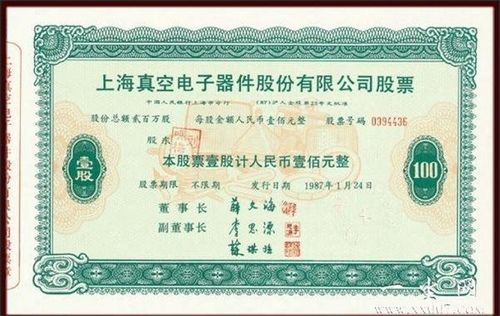 上海真空电子器件股份有限公司股票
中国人民银行上海市分行 (87)沪人金股票23号文批准
股份总额贰百万股 每股金额人民币壹佰元整 股票号码 0394436
股东
本股票壹股计人民币壹佰元整
壹股
100
股票期限 不限期 发行日期 1987年1月24日
董事长 薛文海
副董事长